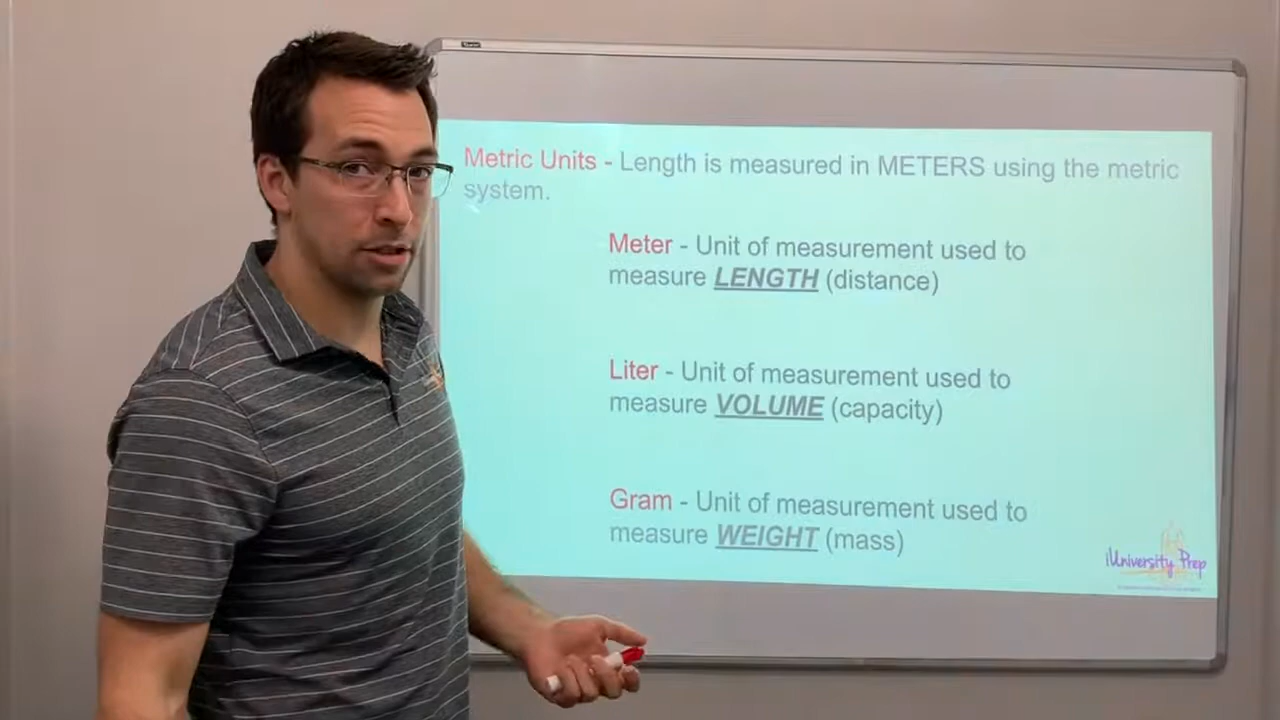 Metric Units - Length is measured in METERS using the metric
system.
Meter - Unit of measurement used to
measure LENGTH (distance)
Liter - Unit of measurement used to
measure VOLUME (capacity)
Gram - Unit of measurement used to
measure WEIGHT (mass)
iUniversity Prep